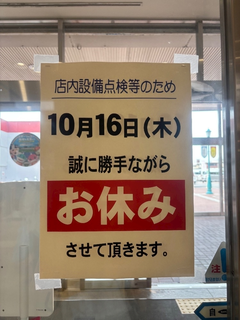 店内設備点検等のため
10月16日(木)
誠に勝手ながら
お休み
させて頂きます。
注